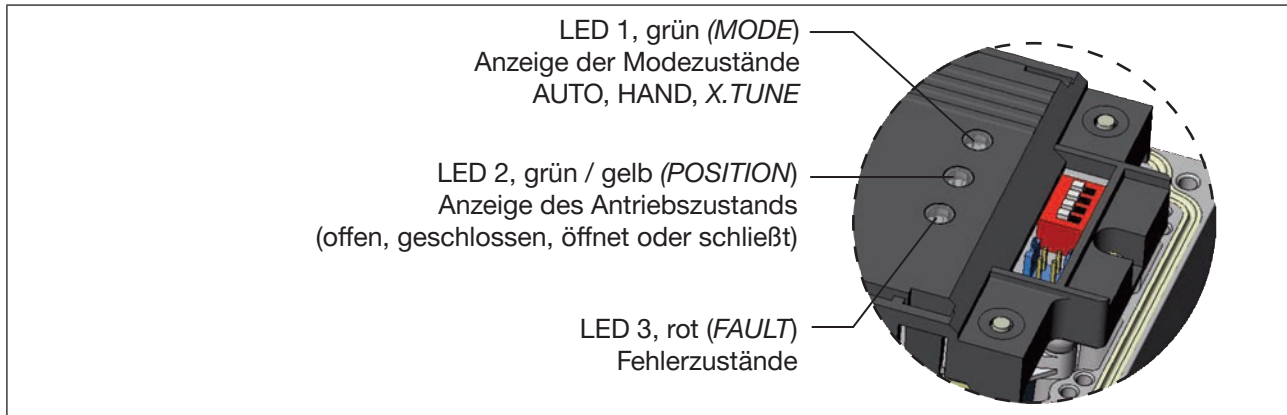 LED 1, grün (MODE)
Anzeige der Modezustände
AUTO, HAND, X.TUNE
LED 2, grün / gelb (POSITION)
Anzeige des Antriebszustands
(offen, geschlossen, öffnet oder schließt)
LED 3, rot (FAULT)
Fehlerzustände